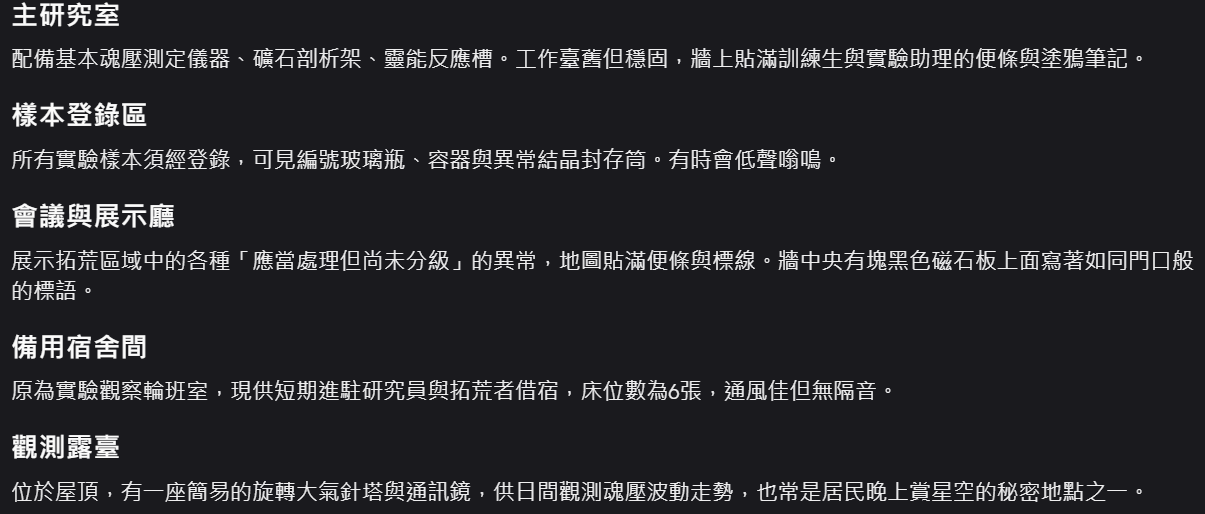 主研究室
配備基本魂壓測定儀器、礦石剖析架、靈能反應槽。工作臺舊但穩固，牆上貼滿訓練生與實驗助理的便條與塗鴉筆記。
樣本登錄區
所有實驗樣本須經登錄，可見編號玻璃瓶、容器與異常結晶封存筒。有時會低聲嗡鳴。
會議與展示廳
展示拓荒區域中的各種「應當處理但尚未分級」的異常，地圖貼滿便條與標線。牆中央有塊黑色磁石板上面寫著如同門口般
的標語。
備用宿舍間
原為實驗觀察輪班室，現供短期進駐研究員與拓荒者借宿，床位數為6張，通風佳但無隔音。
觀測露臺
位於屋頂，有一座簡易的旋轉大氣針塔與通訊鏡，供日間觀測魂壓波動走勢，也常是居民晚上賞星空的秘密地點之一。